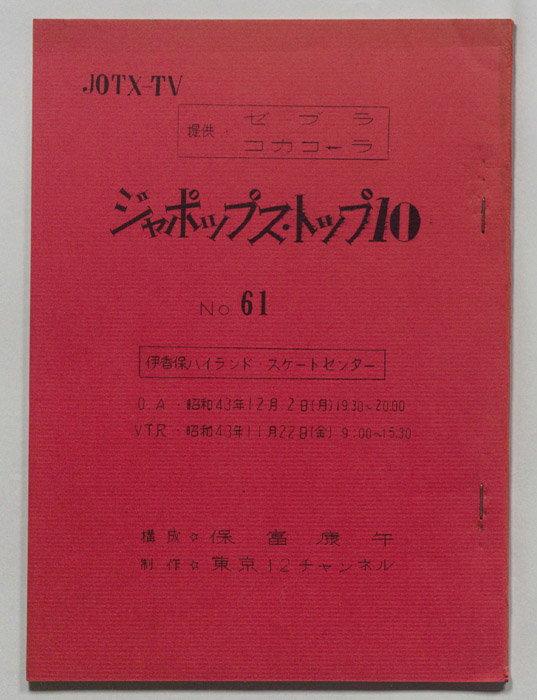 JOTX-TV
提供・ゼブラ
コカコーラ
ジャポップス・トップ10
No 61
伊香保ハイランド・スケートセンター
O.A - 昭和43年12月2日(月)19:30~20:00
V.T.R - 昭和43年11月22日(金) 9:00~15:30
構成☆保富康午
制作☆東京12チャンネル